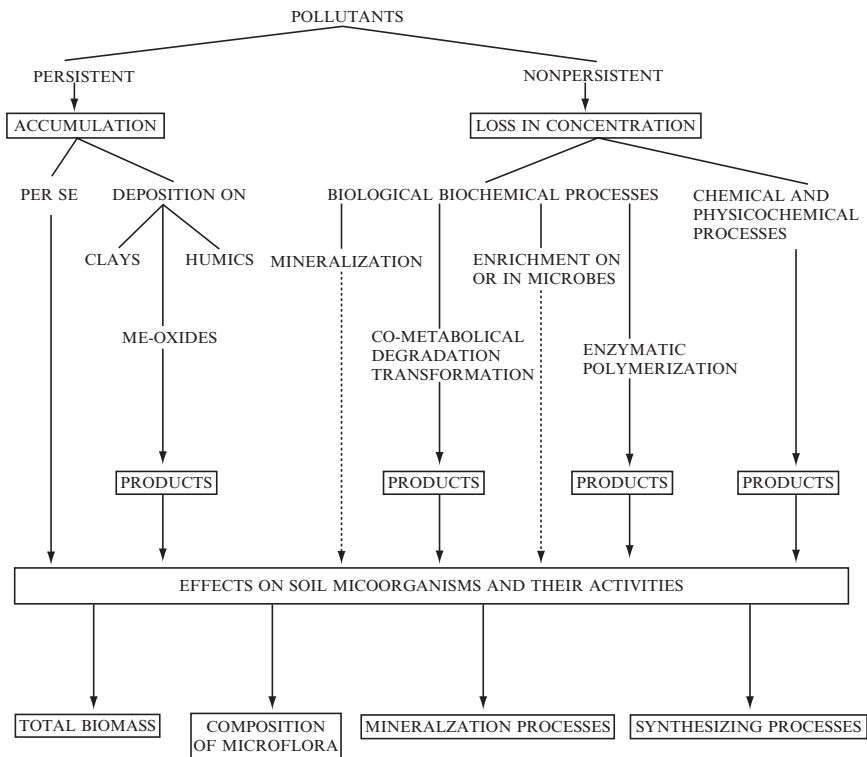 POLLUTANTS
PERSISTENT
NONPERSISTENT
ACCUMULATION
LOSS IN CONCENTRATION
PER SE
DEPOSITION ON
BIOLOGICAL BIOCHEMICAL PROCESSES
CHEMICAL AND
PHYSICOCHEMICAL
PROCESSES
CLAYS
HUMICS
MINERALIZATION
ENRICHMENT ON
OR IN MICROBES
ME-OXIDES
CO-METABOLICAL
DEGRADATION
TRANSFORMATION
ENZYMATIC
POLYMERIZATION
PRODUCTS
PRODUCTS
PRODUCTS
PRODUCTS
EFFECTS ON SOIL MICOORGANISMS AND THEIR ACTIVITIES
TOTAL BIOMASS
COMPOSITION
OF MICROFLORA
MINERALZATION PROCESSES
SYNTHESIZING PROCESSES